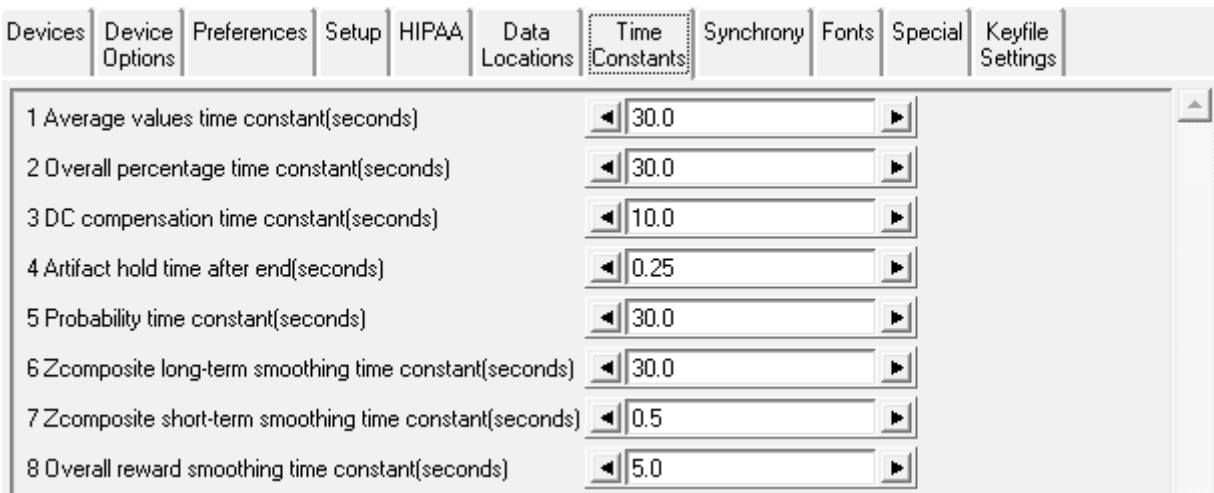 Devices
Device
Options
Preferences
Setup
HIPAA
Data
Locations
Time
Constants
Synchrony
Fonts
Special
Keyfile
Settings
1 Average values time constant(seconds) 30.0
2 Overall percentage time constant(seconds) 30.0
3 DC compensation time constant(seconds) 10.0
4 Artifact hold time after end(seconds) 0.25
5 Probability time constant(seconds) 30.0
6 Zcomposite long-term smoothing time constant(seconds) 30.0
7 Zcomposite short-term smoothing time constant(seconds) 0.5
8 Overall reward smoothing time constant(seconds) 5.0